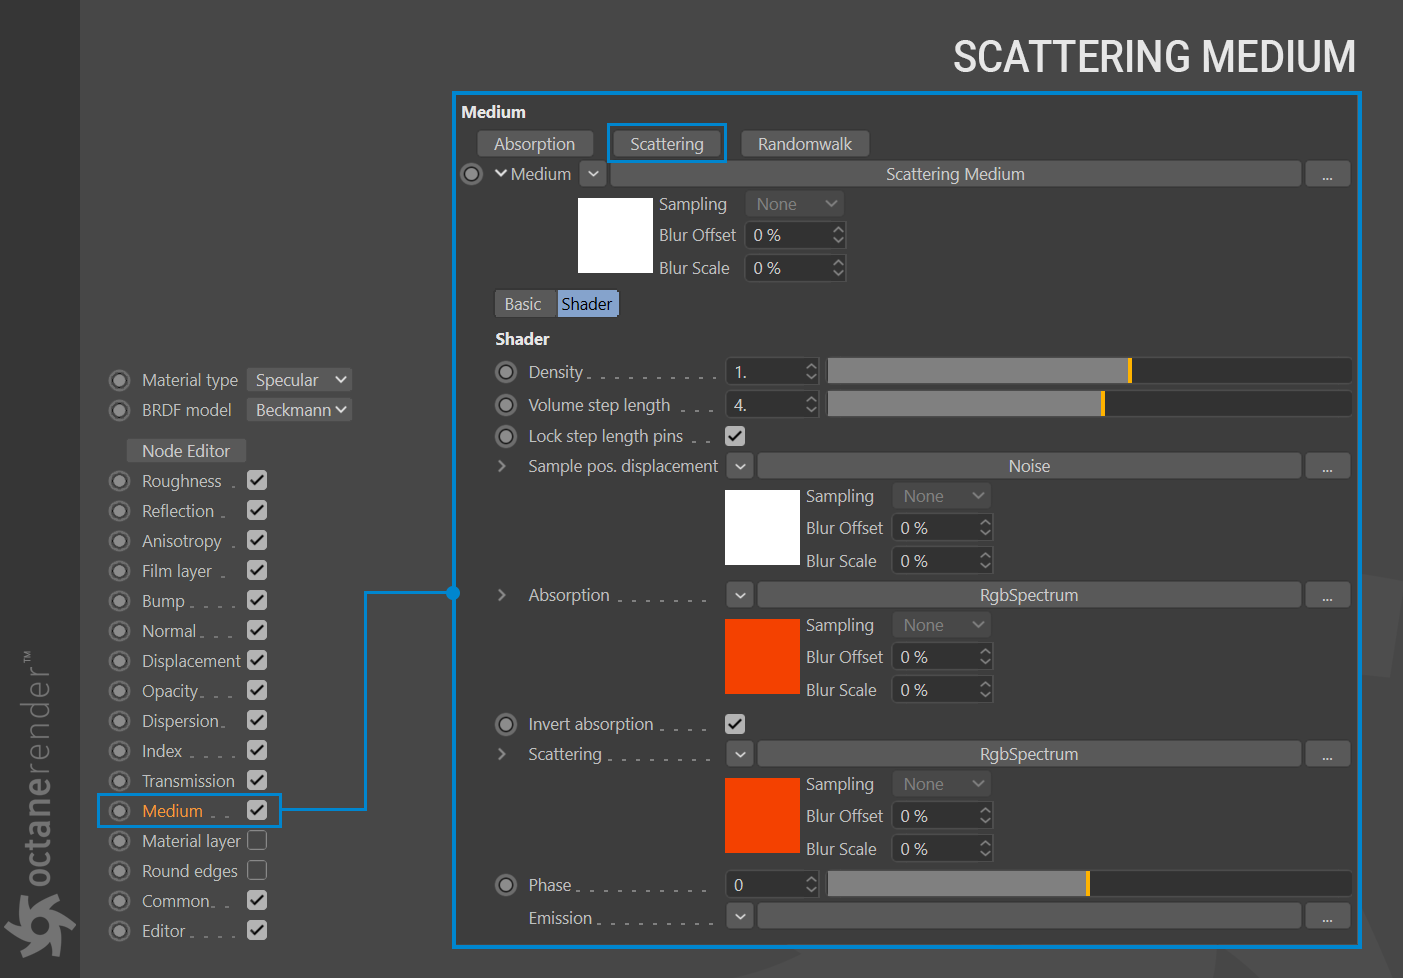 SCATTERING MEDIUM
Medium
Absorption Scattering Randomwalk
Medium Scattering Medium ...
Sampling None
Blur Offset 0 %
Blur Scale 0 %
Basic Shader
Shader
Density 1.
Volume step length 4.
Lock step length pins
Sample pos. displacement Noise ...
Sampling None
Blur Offset 0 %
Blur Scale 0 %
Absorption RgbSpectrum ...
Sampling None
Blur Offset 0 %
Blur Scale 0 %
Invert absorption
Scattering RgbSpectrum ...
Sampling None
Blur Offset 0 %
Blur Scale 0 %
Phase 0
Emission ...
Material type Specular
BRDF model Beckmann
Node Editor
Roughness
Reflection
Anisotropy
Film layer
Bump
Normal
Displacement
Opacity
Dispersion
Index
Transmission
Medium
Material layer
Round edges
Common
Editor
octanerender™